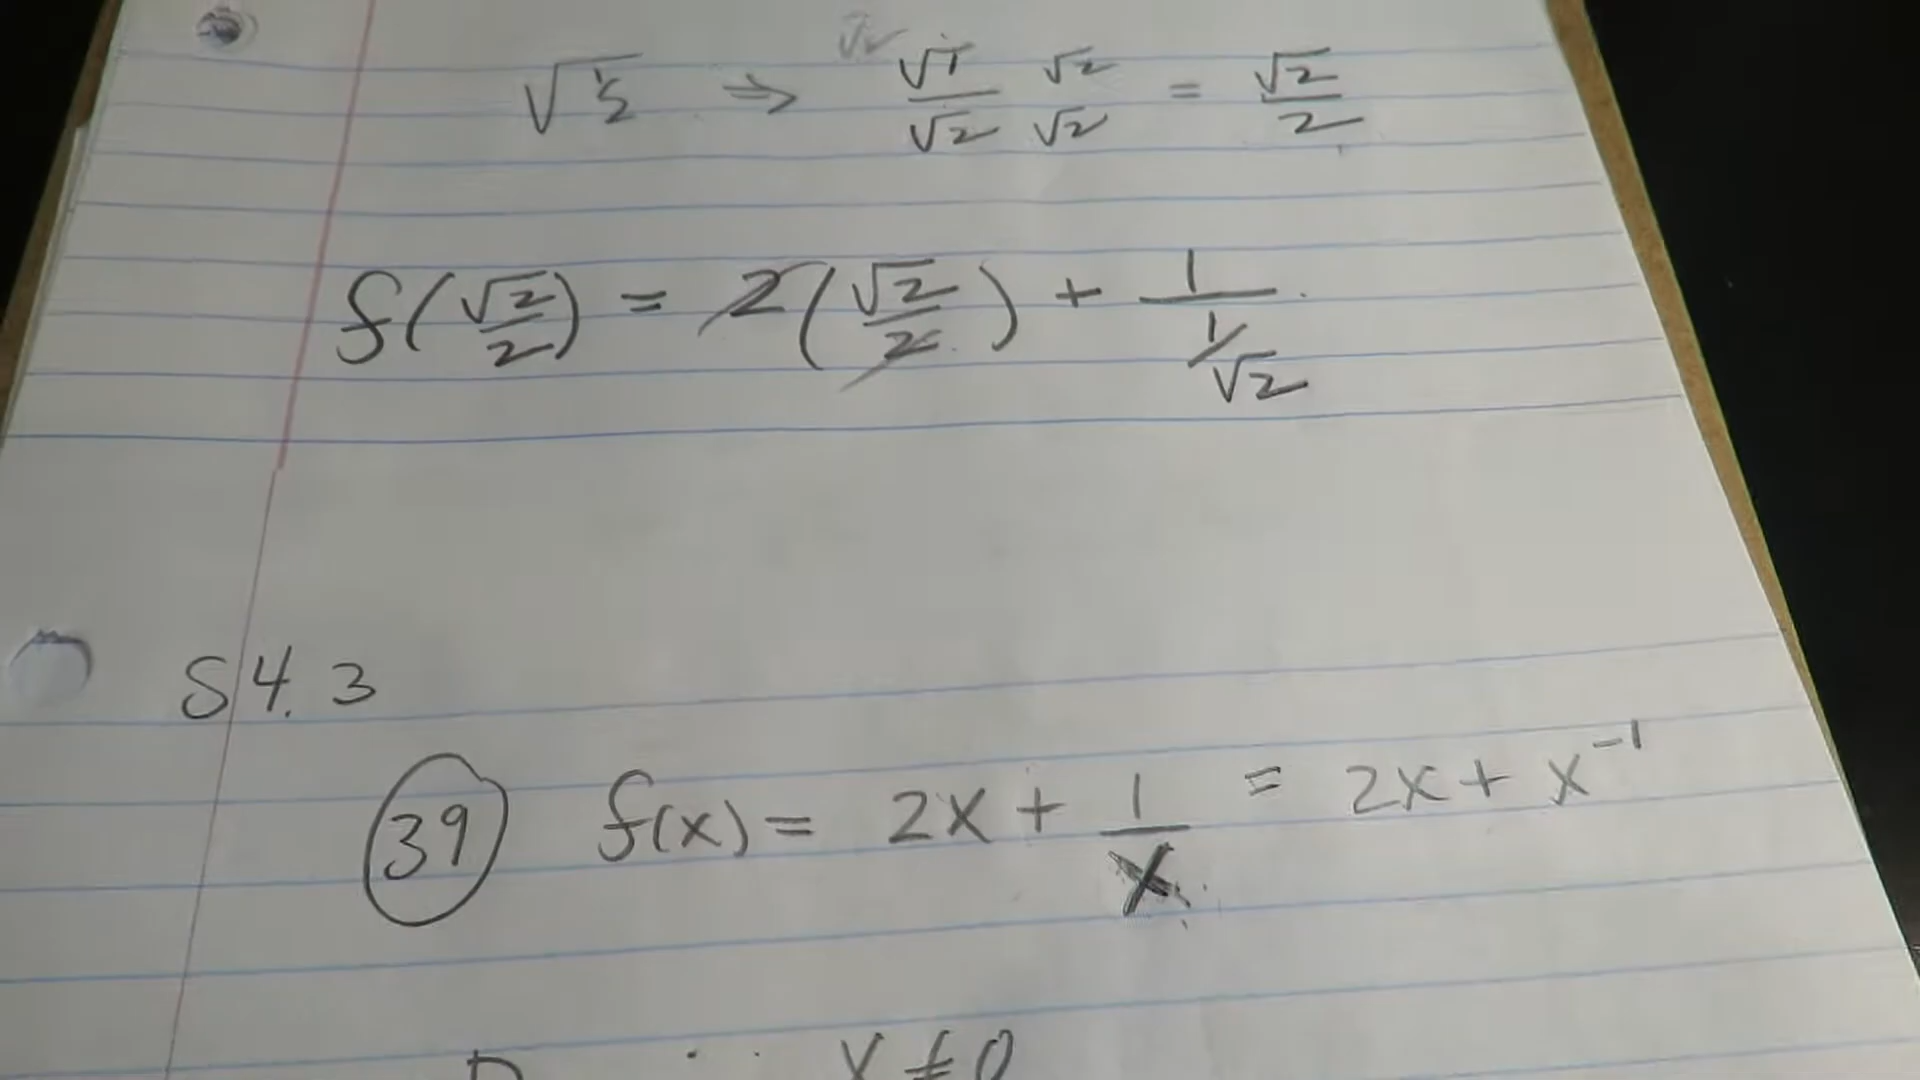 √½ ⇒ √1/√2 √2/√2 = √2/2
f(√2/2) = 2(√2/2) + 1/(1/√2)
S4.3
39 f(x) = 2x + 1/x = 2x + x⁻¹
x ≠ 0